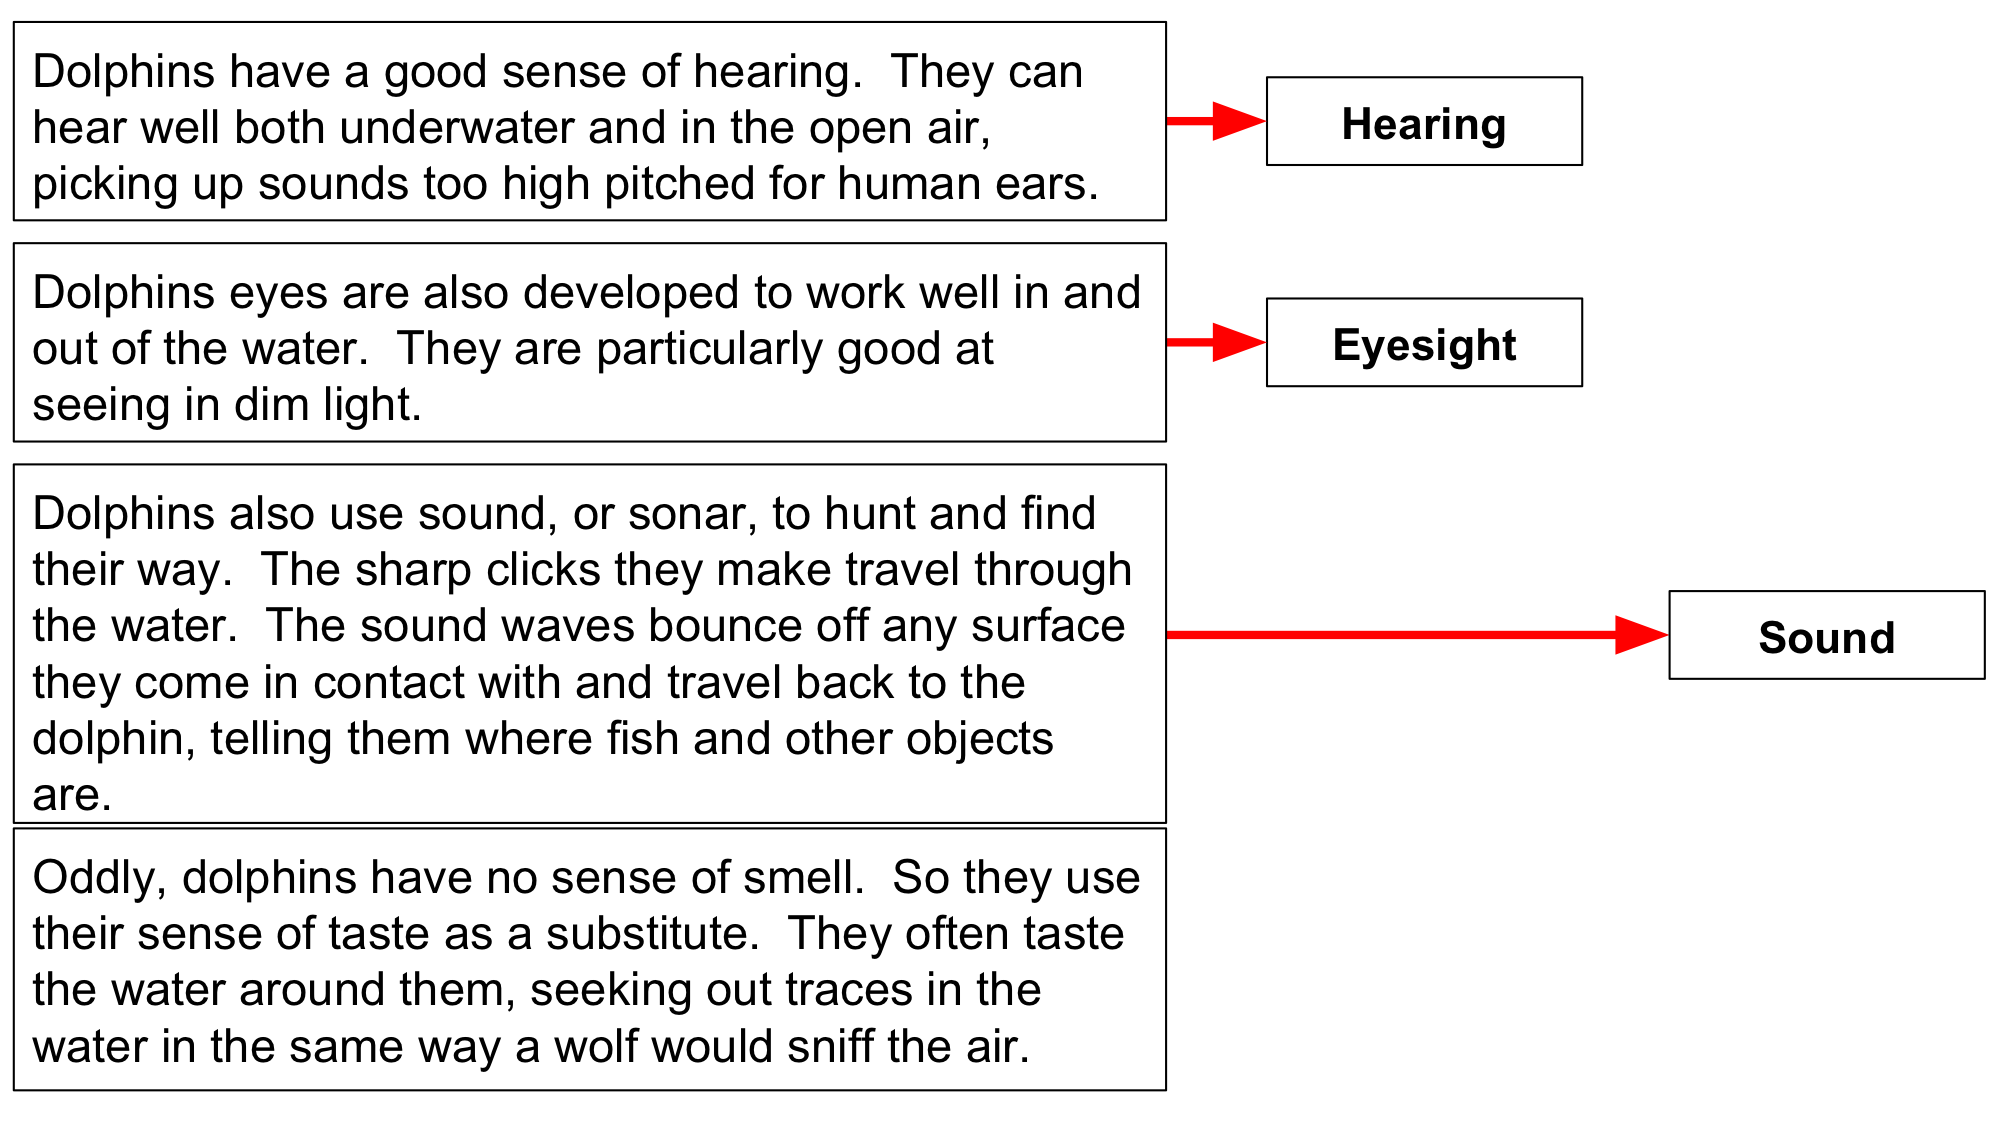 Dolphins have a good sense of hearing.  They can
hear well both underwater and in the open air,
picking up sounds too high pitched for human ears.
Hearing
Dolphins eyes are also developed to work well in and
out of the water.  They are particularly good at
seeing in dim light.
Eyesight
Dolphins also use sound, or sonar, to hunt and find
their way.  The sharp clicks they make travel through
the water.  The sound waves bounce off any surface
they come in contact with and travel back to the
dolphin, telling them where fish and other objects
are.
Sound
Oddly, dolphins have no sense of smell.  So they use
their sense of taste as a substitute.  They often taste
the water around them, seeking out traces in the
water in the same way a wolf would sniff the air.